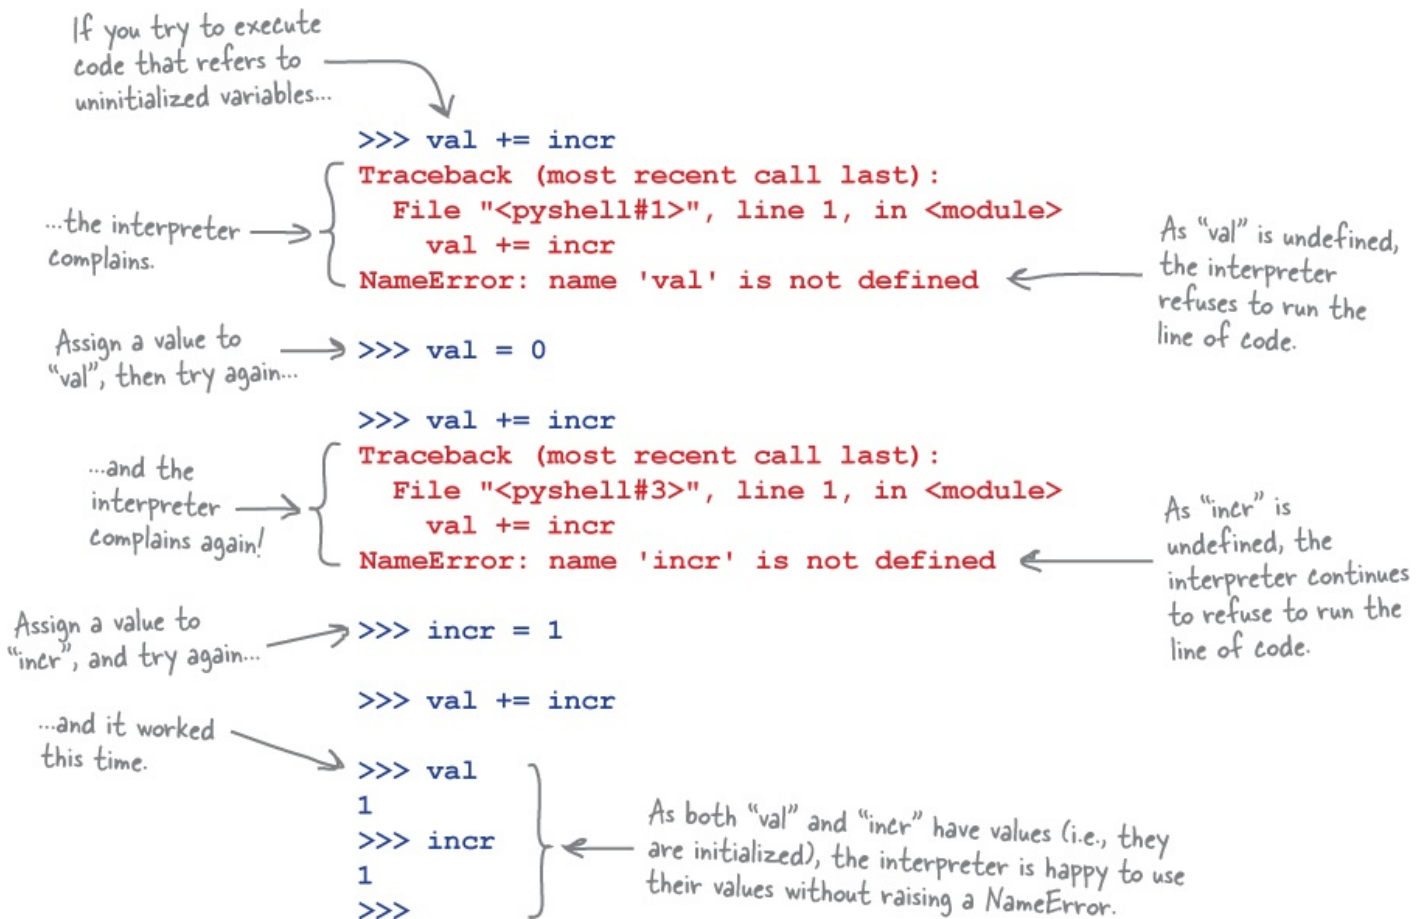 If you try to execute
code that refers to
uninitialized variables...
>>> val += incr
Traceback (most recent call last):
File "<pyshell#1>", line 1, in <module>
val += incr
NameError: name 'val' is not defined
...the interpreter
complains.
As “val” is undefined,
the interpreter
refuses to run the
line of code.
Assign a value to
“val”, then try again...
>>> val = 0
>>> val += incr
Traceback (most recent call last):
File "<pyshell#3>", line 1, in <module>
val += incr
NameError: name 'incr' is not defined
...and the
interpreter
complains again!
As “incr” is
undefined, the
interpreter continues
to refuse to run the
line of code.
Assign a value to
“incr”, and try again...
>>> incr = 1
>>> val += incr
...and it worked
this time.
>>> val
1
>>> incr
1
>>>
As both “val” and “incr” have values (i.e., they
are initialized), the interpreter is happy to use
their values without raising a NameError.